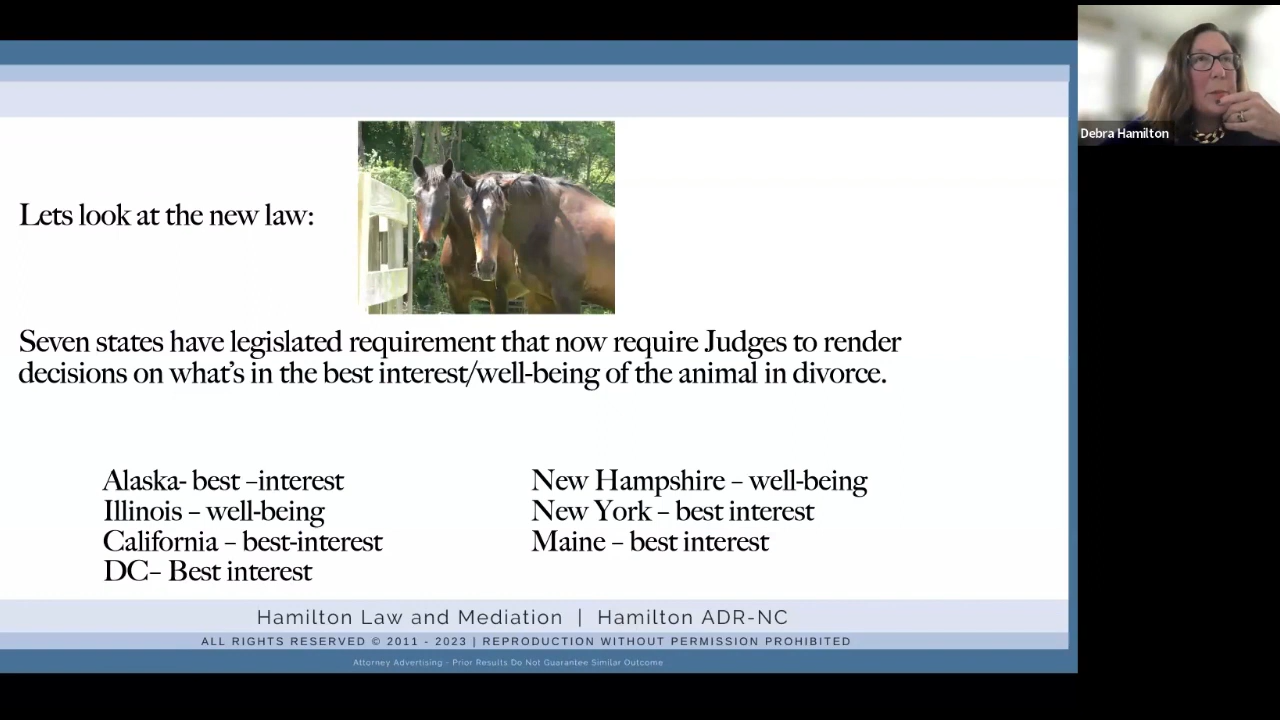 Lets look at the new law:
Seven states have legislated requirement that now require Judges to render
decisions on what's in the best interest/well-being of the animal in divorce.
Alaska- best –interest
Illinois – well-being
California – best-interest
DC– Best interest
New Hampshire – well-being
New York – best interest
Maine – best interest
Hamilton Law and Mediation | Hamilton ADR-NC
ALL RIGHTS RESERVED © 2011 - 2023 | REPRODUCTION WITHOUT PERMISSION PROHIBITED
Attorney Advertising - Prior Results Do Not Guarantee Similar Outcome
Debra Hamilton